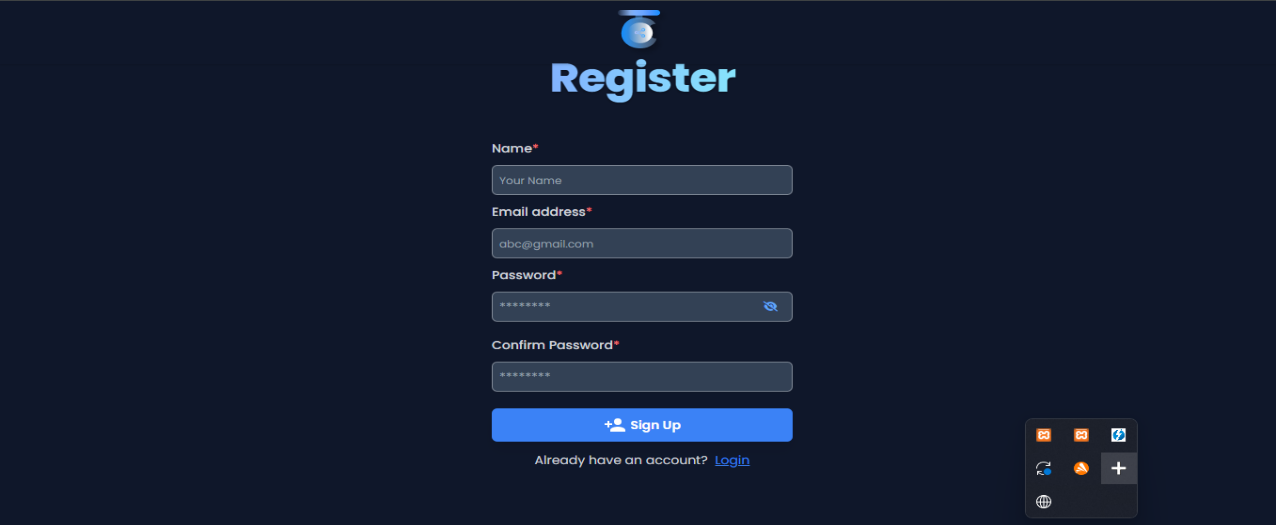 Register
Name*
Your Name
Email address*
abc@gmail.com
Password*
********
Confirm Password*
********
Sign Up
Already have an account? Login